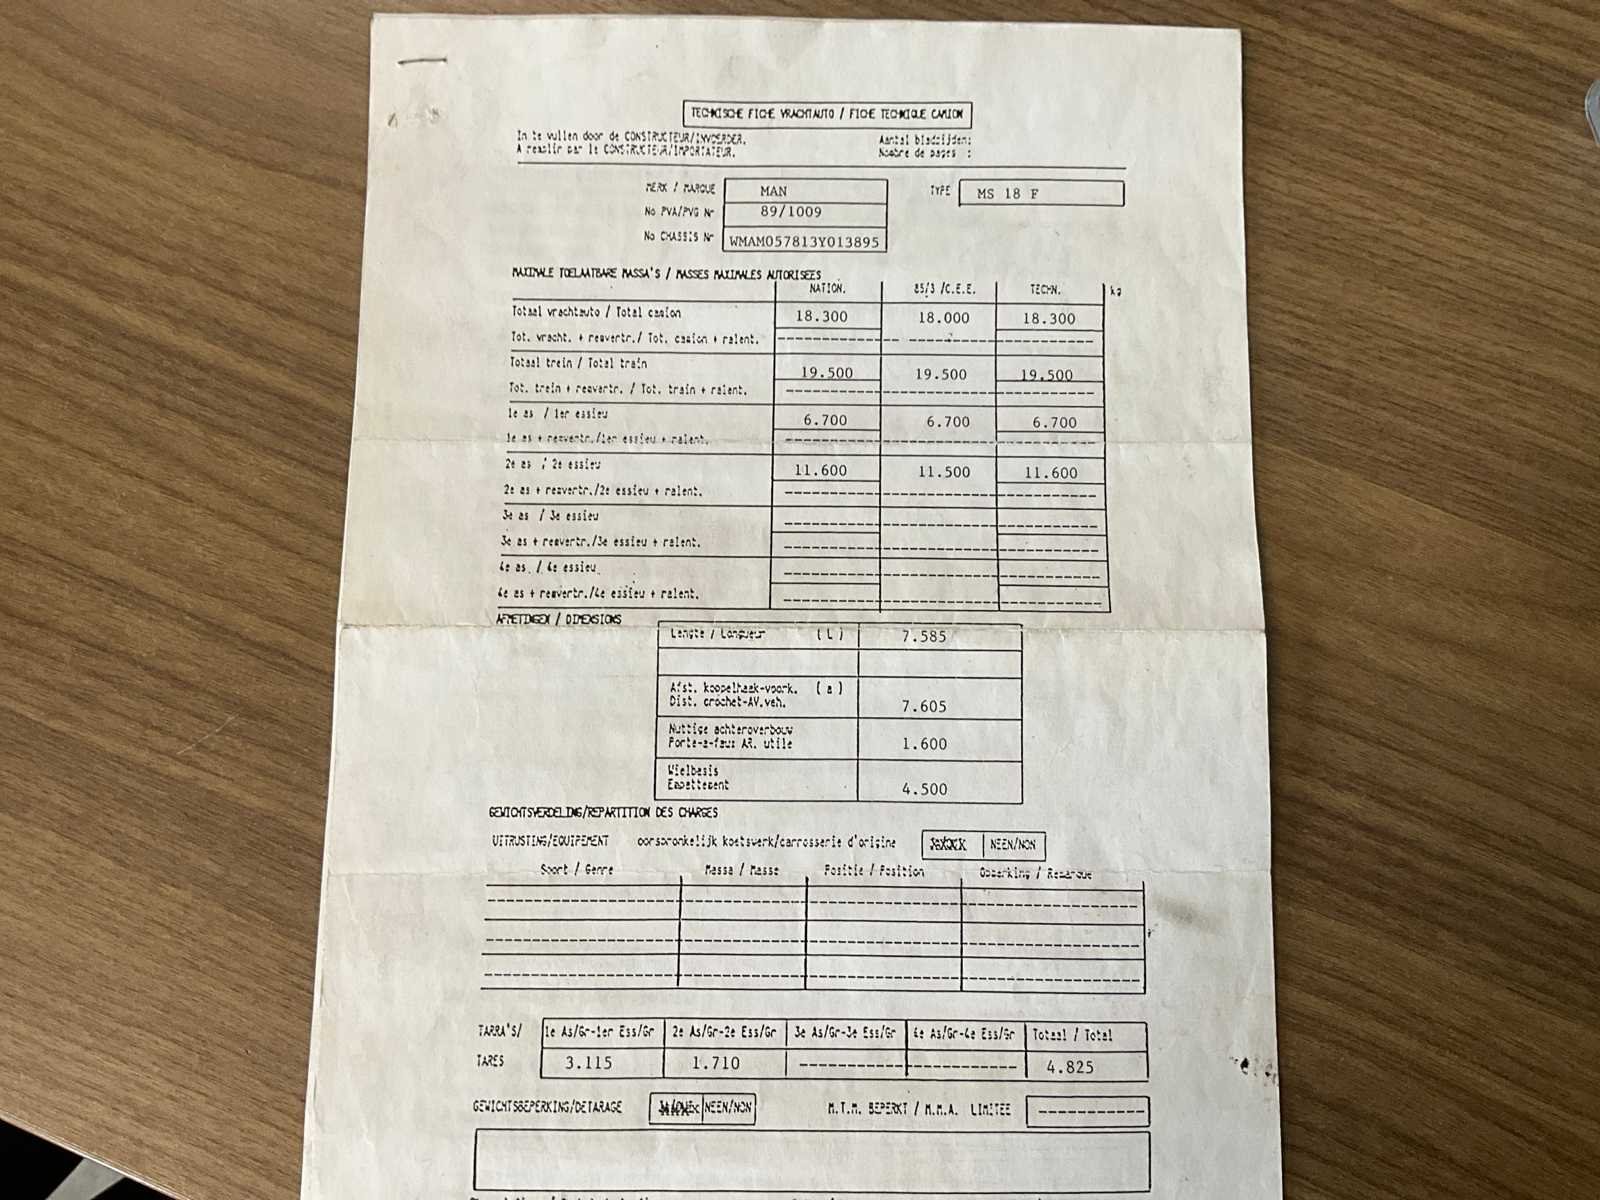 TECHNISCHE FICHE VRACHTAUTO / FICHE TECHNIQUE CAMION
In te vullen door de CONSTRUCTEUR/INVOERDER. Aantal bladzijden:
A remplir par le CONSTRUCTEUR/IMPORTATEUR. Nombre de pages :
MERK / MARQUE MAN TYPE MS 18 F
No PVA/PVG Nr 89/1009
No CHASSIS Nr WMAM057813Y013895
MAXIMALE TOELAATBARE MASSA'S / MASSES MAXIMALES AUTORISEES
NATION. 85/3 /C.E.E. TECHN. kg
Totaal vrachtauto / Total camion 18.300 18.000 18.300
Tot. vracht. + reavertr./ Tot. camion + ralent.
Totaal trein / Total train 19.500 19.500 19.500
Tot. trein + reavertr. / Tot. train + ralent.
1e as / 1er essieu 6.700 6.700 6.700
1e as + reavertr./1er essieu + ralent.
2e as / 2e essieu 11.600 11.500 11.600
2e as + reavertr./2e essieu + ralent.
3e as / 3e essieu
3e as + reavertr./3e essieu + ralent.
4e as / 4e essieu
4e as + reavertr./4e essieu + ralent.
AFMETINGEN / DIMENSIONS
Lengte / Longueur (L) 7.585
Afst. koppelhaak-voork. (a)
Dist. crochet-AV.veh. 7.605
Nuttige achteroverbouw
Porte-a-faux AR. utile 1.600
Wielbasis
Empattement 4.500
GEWICHTSVERDELING/REPARTITION DES CHARGES
UITRUSTING/EQUIPEMENT oorspronkelijk koetswerk/carrosserie d'origine NEEN/NON
Soort / Genre Massa / Masse Positie / Position Opmerking / Remarque
TARRA'S/ 1e As/Gr-1er Ess/Gr 2e As/Gr-2e Ess/Gr 3e As/Gr-3e Ess/Gr 4e As/Gr-4e Ess/Gr Totaal / Total
TARES 3.115 1.710 4.825
GEWICHTSBEPERKING/DETARAGE NEEN/NON M.T.M. BEPERKT / M.M.A. LIMITEE